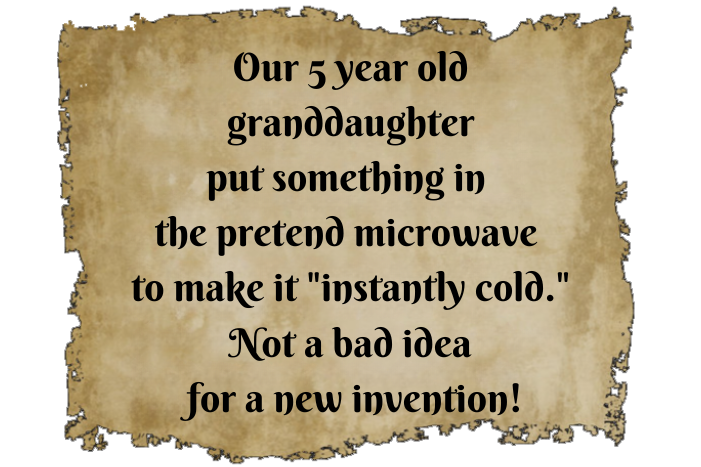 Our 5 year old
granddaughter
put something in
the pretend microwave
to make it "instantly cold."
Not a bad idea
for a new invention!